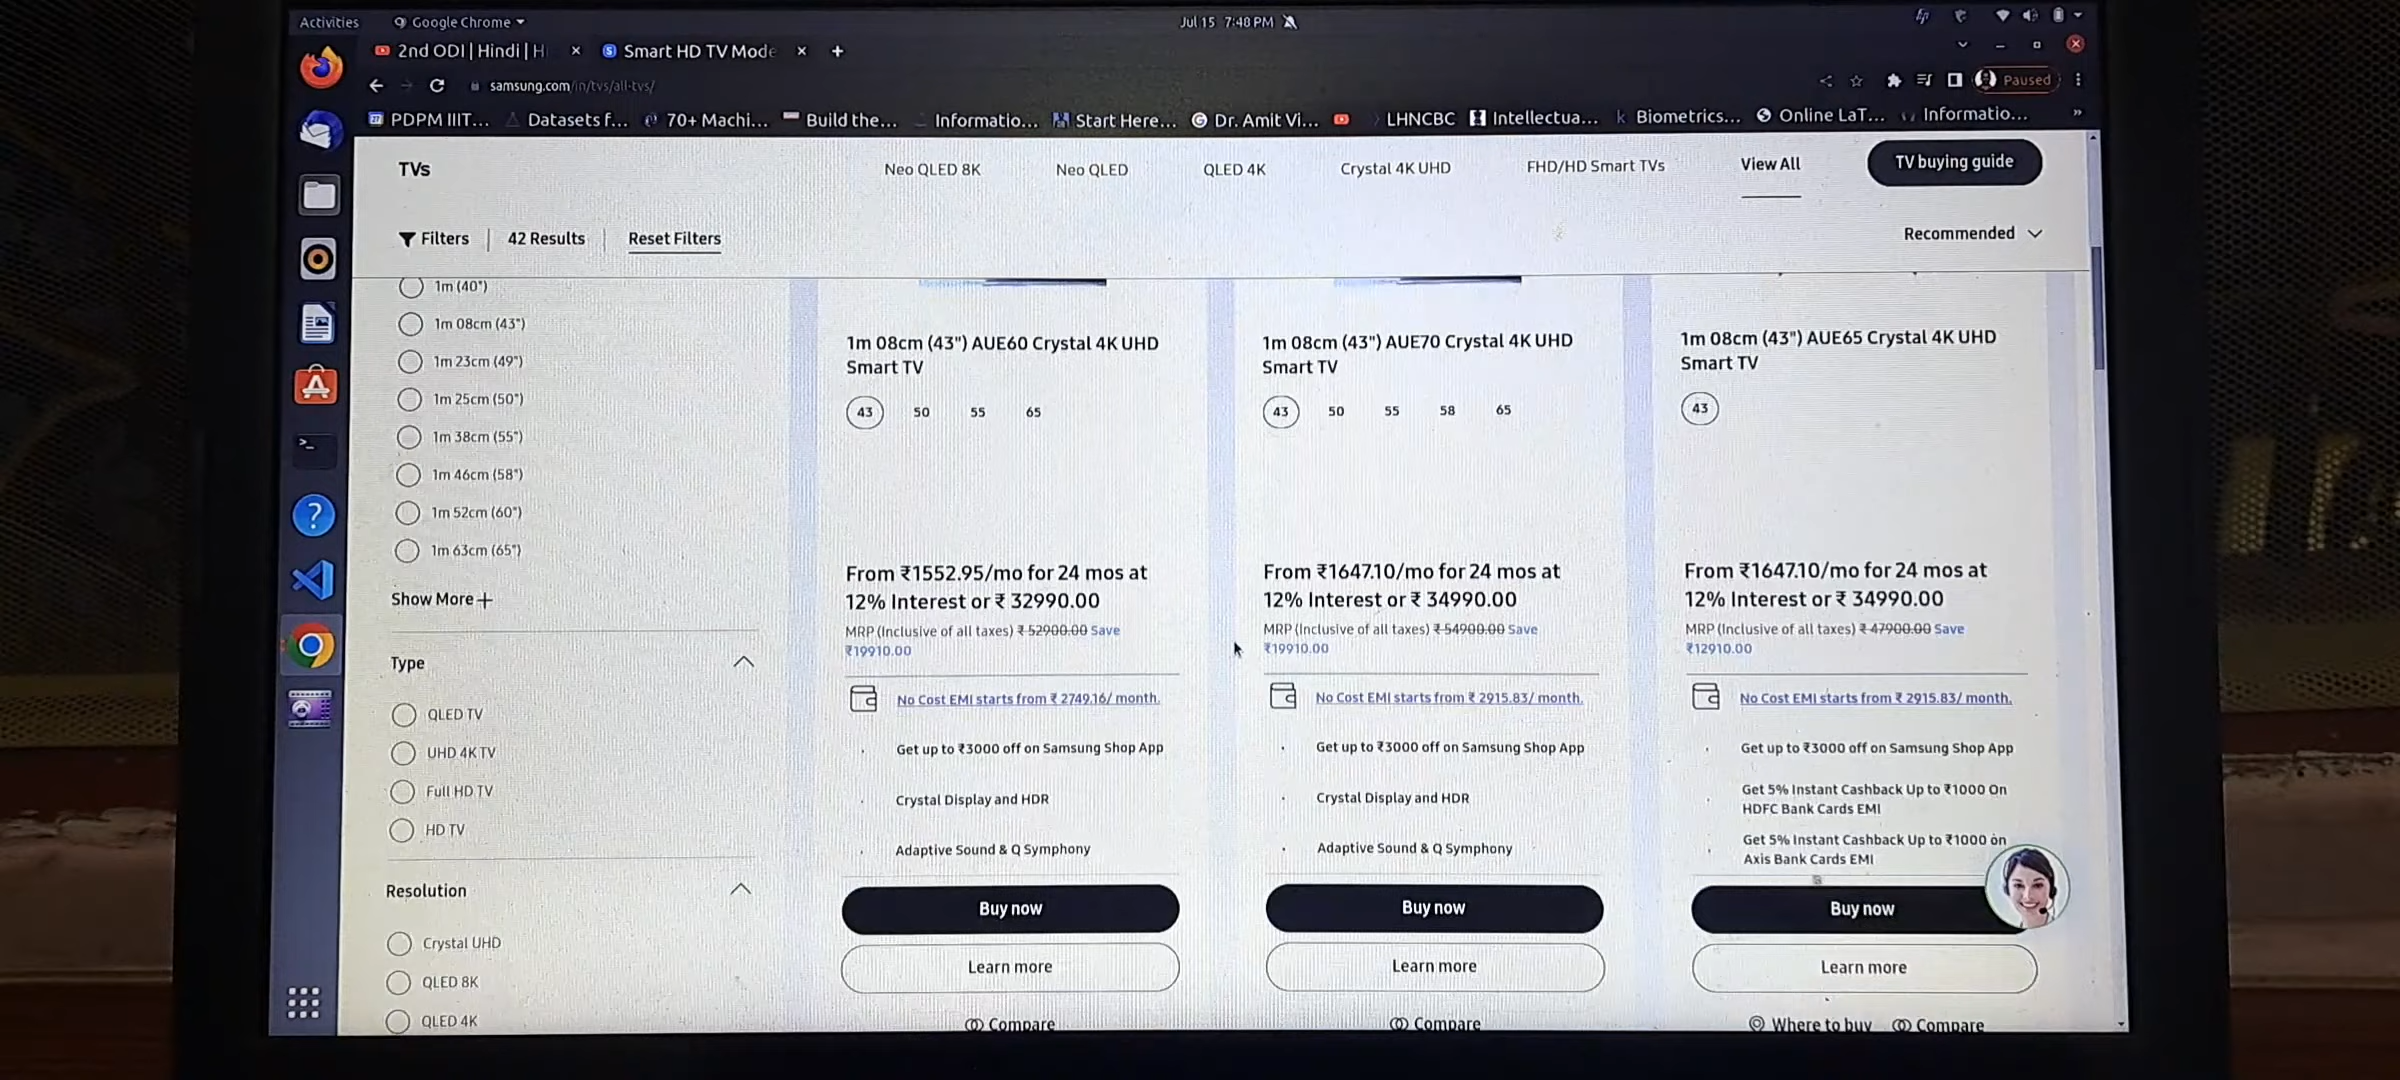 Activities
Google Chrome
Jul 15 7:48 PM
2nd ODI | Hindi | H
Smart HD TV Mode
samsung.com/in/tvs/all-tvs/
Paused
PDPM IIIT...
Datasets f...
70+ Machi...
Build the...
Informatio...
Start Here...
Dr. Amit Vi...
LHNCBC
Intellectua...
Biometrics...
Online LaT...
Informatio...
TVs
Neo QLED 8K
Neo QLED
QLED 4K
Crystal 4K UHD
FHD/HD Smart TVs
View All
TV buying guide
Filters
42 Results
Reset Filters
Recommended
1m (40")
1m 08cm (43")
1m 23cm (49")
1m 25cm (50")
1m 38cm (55")
1m 46cm (58")
1m 52cm (60")
1m 63cm (65")
Show More +
Type
QLED TV
UHD 4K TV
Full HD TV
HD TV
Resolution
Crystal UHD
QLED 8K
QLED 4K
1m 08cm (43") AUE60 Crystal 4K UHD
Smart TV
43 50 55 65
From ₹1552.95/mo for 24 mos at
12% Interest or ₹ 32990.00
MRP (Inclusive of all taxes) ₹ 52900.00 Save
₹19910.00
No Cost EMI starts from ₹ 2749.16/ month.
Get up to ₹3000 off on Samsung Shop App
Crystal Display and HDR
Adaptive Sound & Q Symphony
Buy now
Learn more
Compare
1m 08cm (43") AUE70 Crystal 4K UHD
Smart TV
43 50 55 58 65
From ₹1647.10/mo for 24 mos at
12% Interest or ₹ 34990.00
MRP (Inclusive of all taxes) ₹ 54900.00 Save
₹19910.00
No Cost EMI starts from ₹ 2915.83/ month.
Get up to ₹3000 off on Samsung Shop App
Crystal Display and HDR
Adaptive Sound & Q Symphony
Buy now
Learn more
Compare
1m 08cm (43") AUE65 Crystal 4K UHD
Smart TV
43
From ₹1647.10/mo for 24 mos at
12% Interest or ₹ 34990.00
MRP (Inclusive of all taxes) ₹ 47900.00 Save
₹12910.00
No Cost EMI starts from ₹ 2915.83/ month.
Get up to ₹3000 off on Samsung Shop App
Get 5% Instant Cashback Up to ₹1000 On
HDFC Bank Cards EMI
Get 5% Instant Cashback Up to ₹1000 on
Axis Bank Cards EMI
Buy now
Learn more
Where to buy
Compare